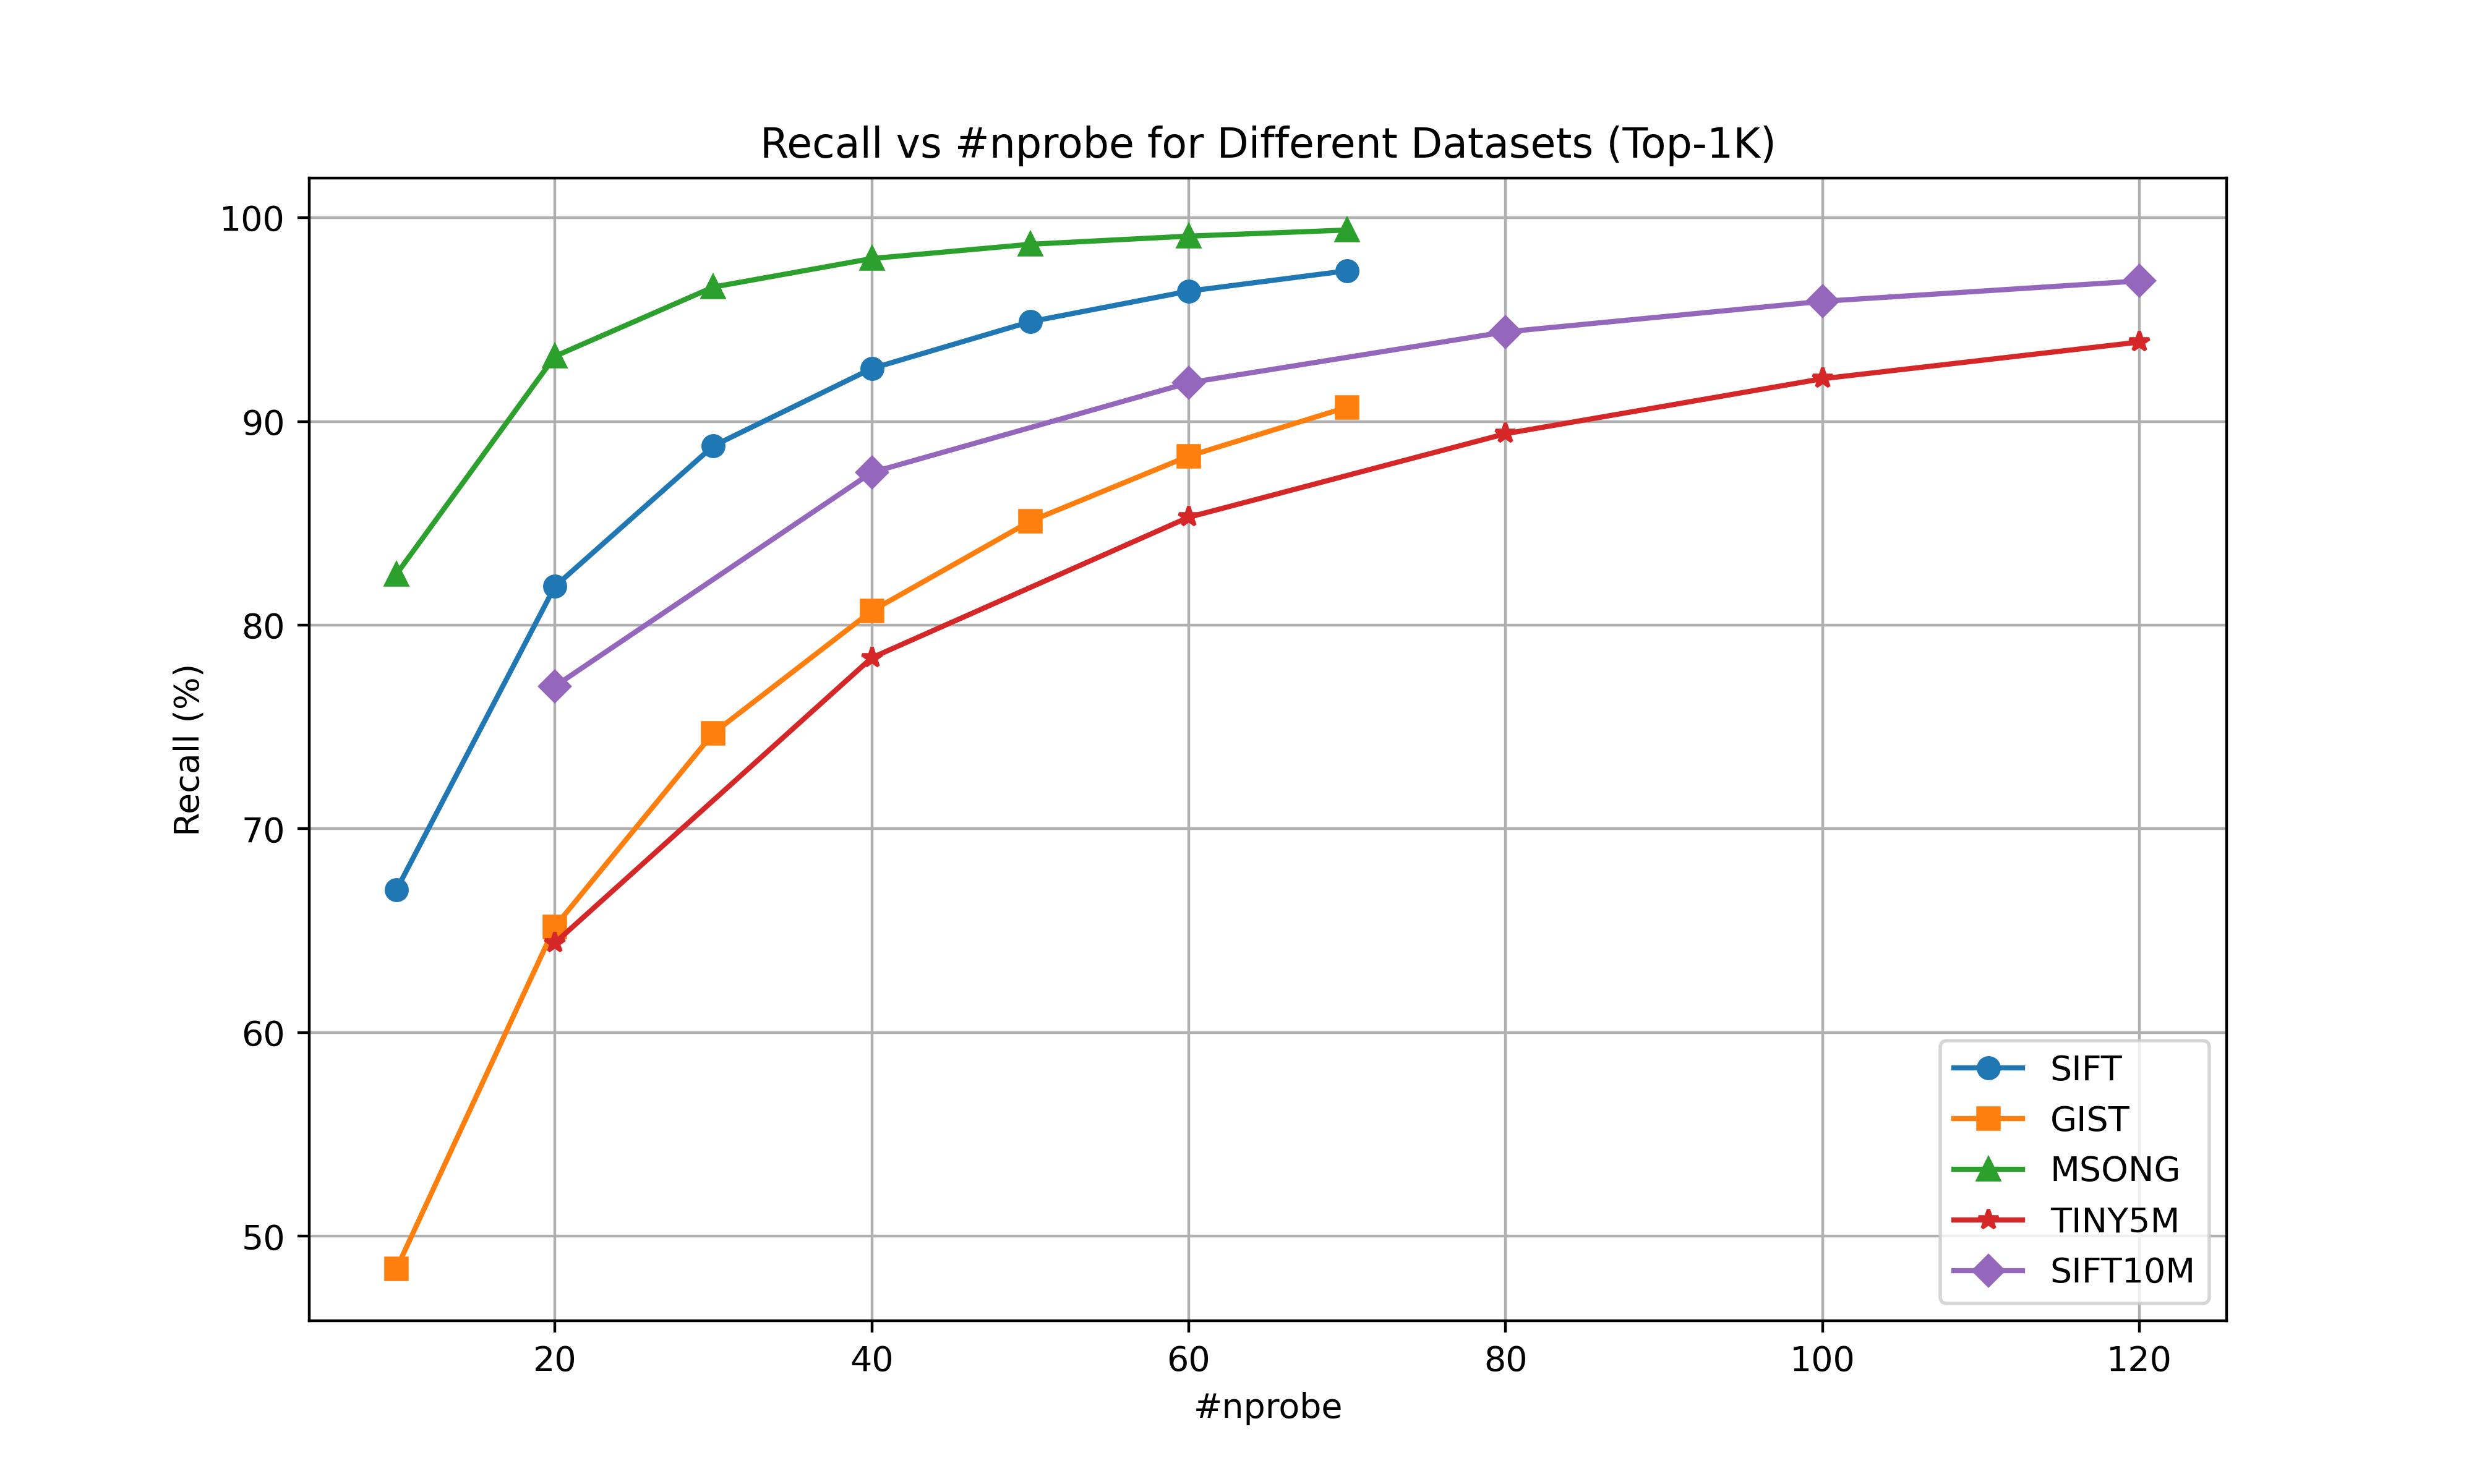 Recall vs #nprobe for Different Datasets (Top-1K)
100
90
80
70
60
50
Recall (%)
20 40 60 80 100 120
#nprobe
SIFT
GIST
MSONG
TINY5M
SIFT10M